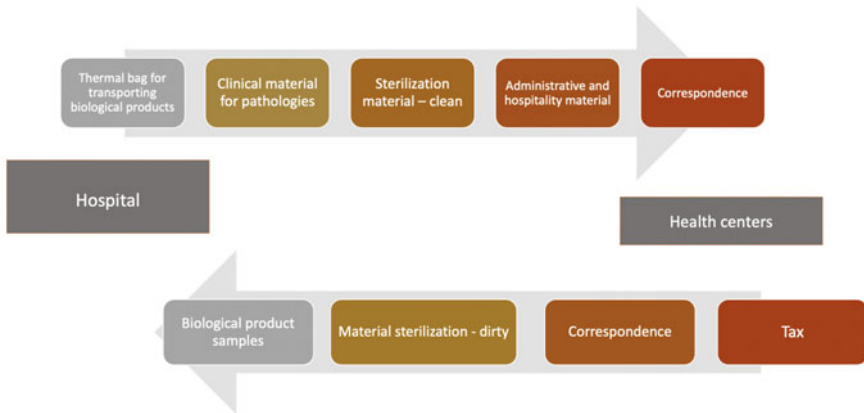 Thermal bag for
transporting
biological products
Clinical material
for pathologies
Sterilization
material – clean
Administrative and
hospitality material
Correspondence
Hospital
Health centers
Biological product
samples
Material sterilization - dirty
Correspondence
Tax